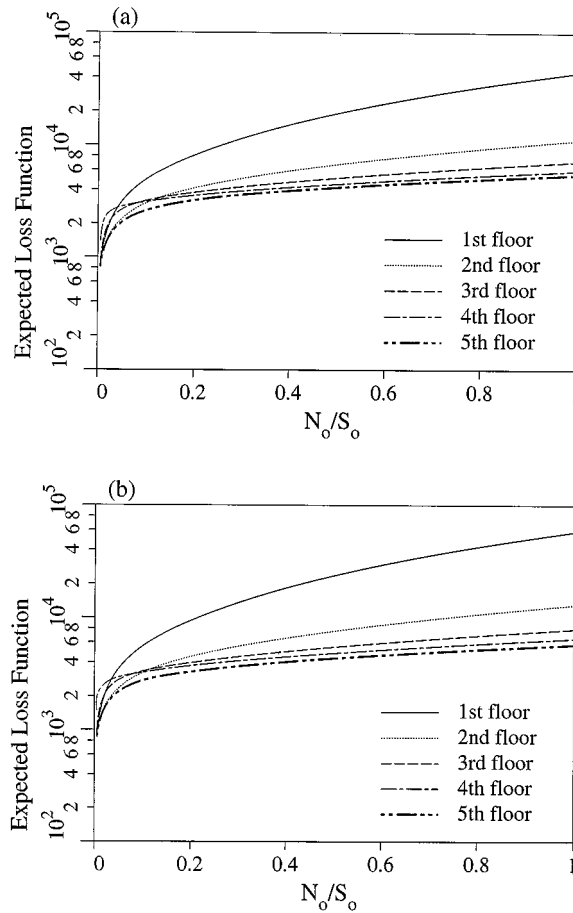 (a)
Expected Loss Function
10^5
6 8
4
2
10^4
6 8
4
2
10^3
6 8
4
2
10^2
1st floor
2nd floor
3rd floor
4th floor
5th floor
0 0.2 0.4 0.6 0.8
N_o/S_o
(b)
Expected Loss Function
10^5
6 8
4
2
10^4
6 8
4
2
10^3
6 8
4
2
10^2
1st floor
2nd floor
3rd floor
4th floor
5th floor
0 0.2 0.4 0.6 0.8 1
N_o/S_o